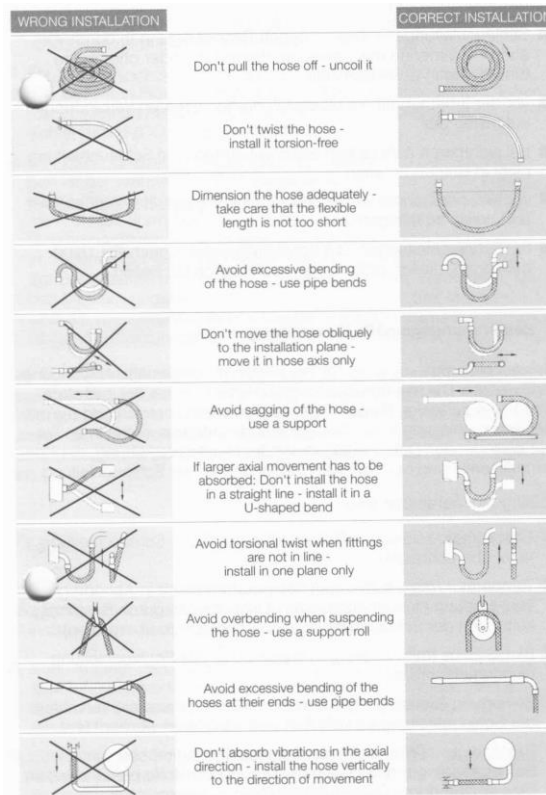 WRONG INSTALLATION
CORRECT INSTALLATION
Don't pull the hose off - uncoil it
Don't twist the hose -
install it torsion-free
Dimension the hose adequately -
take care that the flexible
length is not too short
Avoid excessive bending
of the hose - use pipe bends
Don't move the hose obliquely
to the installation plane -
move it in hose axis only
Avoid sagging of the hose -
use a support
If larger axial movement has to be
absorbed: Don't install the hose
in a straight line - install it in a
U-shaped bend
Avoid torsional twist when fittings
are not in line -
install in one plane only
Avoid overbending when suspending
the hose - use a support roll
Avoid excessive bending of the
hoses at their ends - use pipe bends
Don't absorb vibrations in the axial
direction - install the hose vertically
to the direction of movement